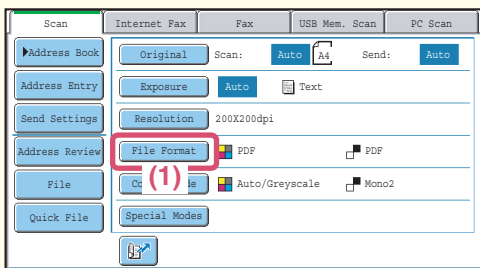 Scan Internet Fax Fax USB Mem. Scan PC Scan
Address Book Original Scan: Auto A4 Send: Auto
Address Entry Exposure Auto Text
Send Settings Resolution 200X200dpi
Address Review File Format PDF PDF
File (1) Auto/Greyscale Mono2
Quick File Special Modes